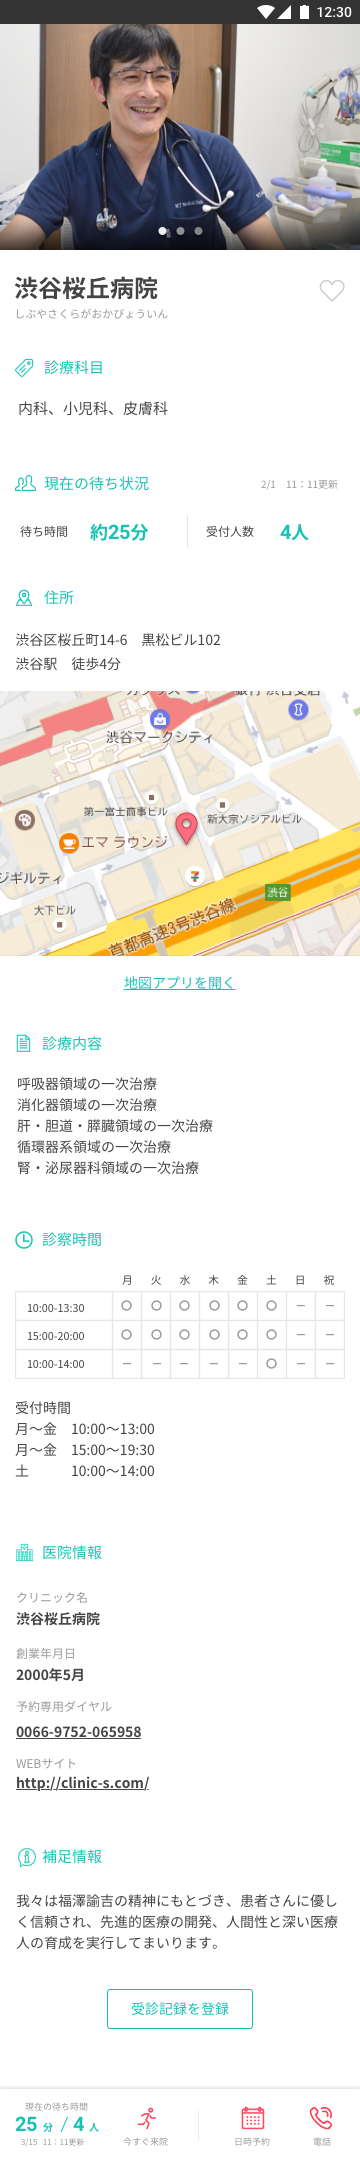 12:30
渋谷桜丘病院
しぶやさくらがおかびょういん
診療科目
内科、小児科、皮膚科
現在の待ち状況
2/1 11：11更新
待ち時間 約25分 受付人数 4人
住所
渋谷区桜丘町14-6 黒松ビル102
渋谷駅 徒歩4分
渋谷マークシティ
第一富士商事ビル
新大宗ソシアルビル
エマ ラウンジ
ジギルティ
渋谷
大下ビル
首都高速3号渋谷線
地図アプリを開く
診療内容
呼吸器領域の一次治療
消化器領域の一次治療
肝・胆道・膵臓領域の一次治療
循環器系領域の一次治療
腎・泌尿器科領域の一次治療
診察時間
月 火 水 木 金 土 日 祝
10:00-13:30 ○ ○ ○ ○ ○ ○ − −
15:00-20:00 ○ ○ ○ ○ ○ ○ − −
10:00-14:00 − − − − − ○ − −
受付時間
月〜金 10:00〜13:00
月〜金 15:00〜19:30
土 10:00〜14:00
医院情報
クリニック名
渋谷桜丘病院
創業年月日
2000年5月
予約専用ダイヤル
0066-9752-065958
WEBサイト
http://clinic-s.com/
補足情報
我々は福澤諭吉の精神にもとづき、患者さんに優し
く信頼され、先進的医療の開発、人間性と深い医療
人の育成を実行してまいります。
受診記録を登録
現在の待ち時間
25 分 / 4 人
3/15 11：11更新
今すぐ来院
日時予約
電話